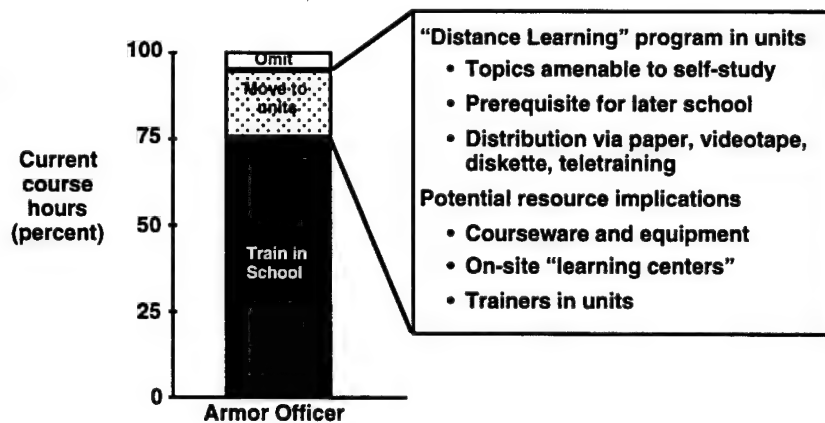 100
75
50
25
0
Current
course
hours
(percent)
Omit
Move to
units
Train in
School
Armor Officer
“Distance Learning” program in units
• Topics amenable to self-study
• Prerequisite for later school
• Distribution via paper, videotape,
diskette, teletraining
Potential resource implications
• Courseware and equipment
• On-site “learning centers”
• Trainers in units